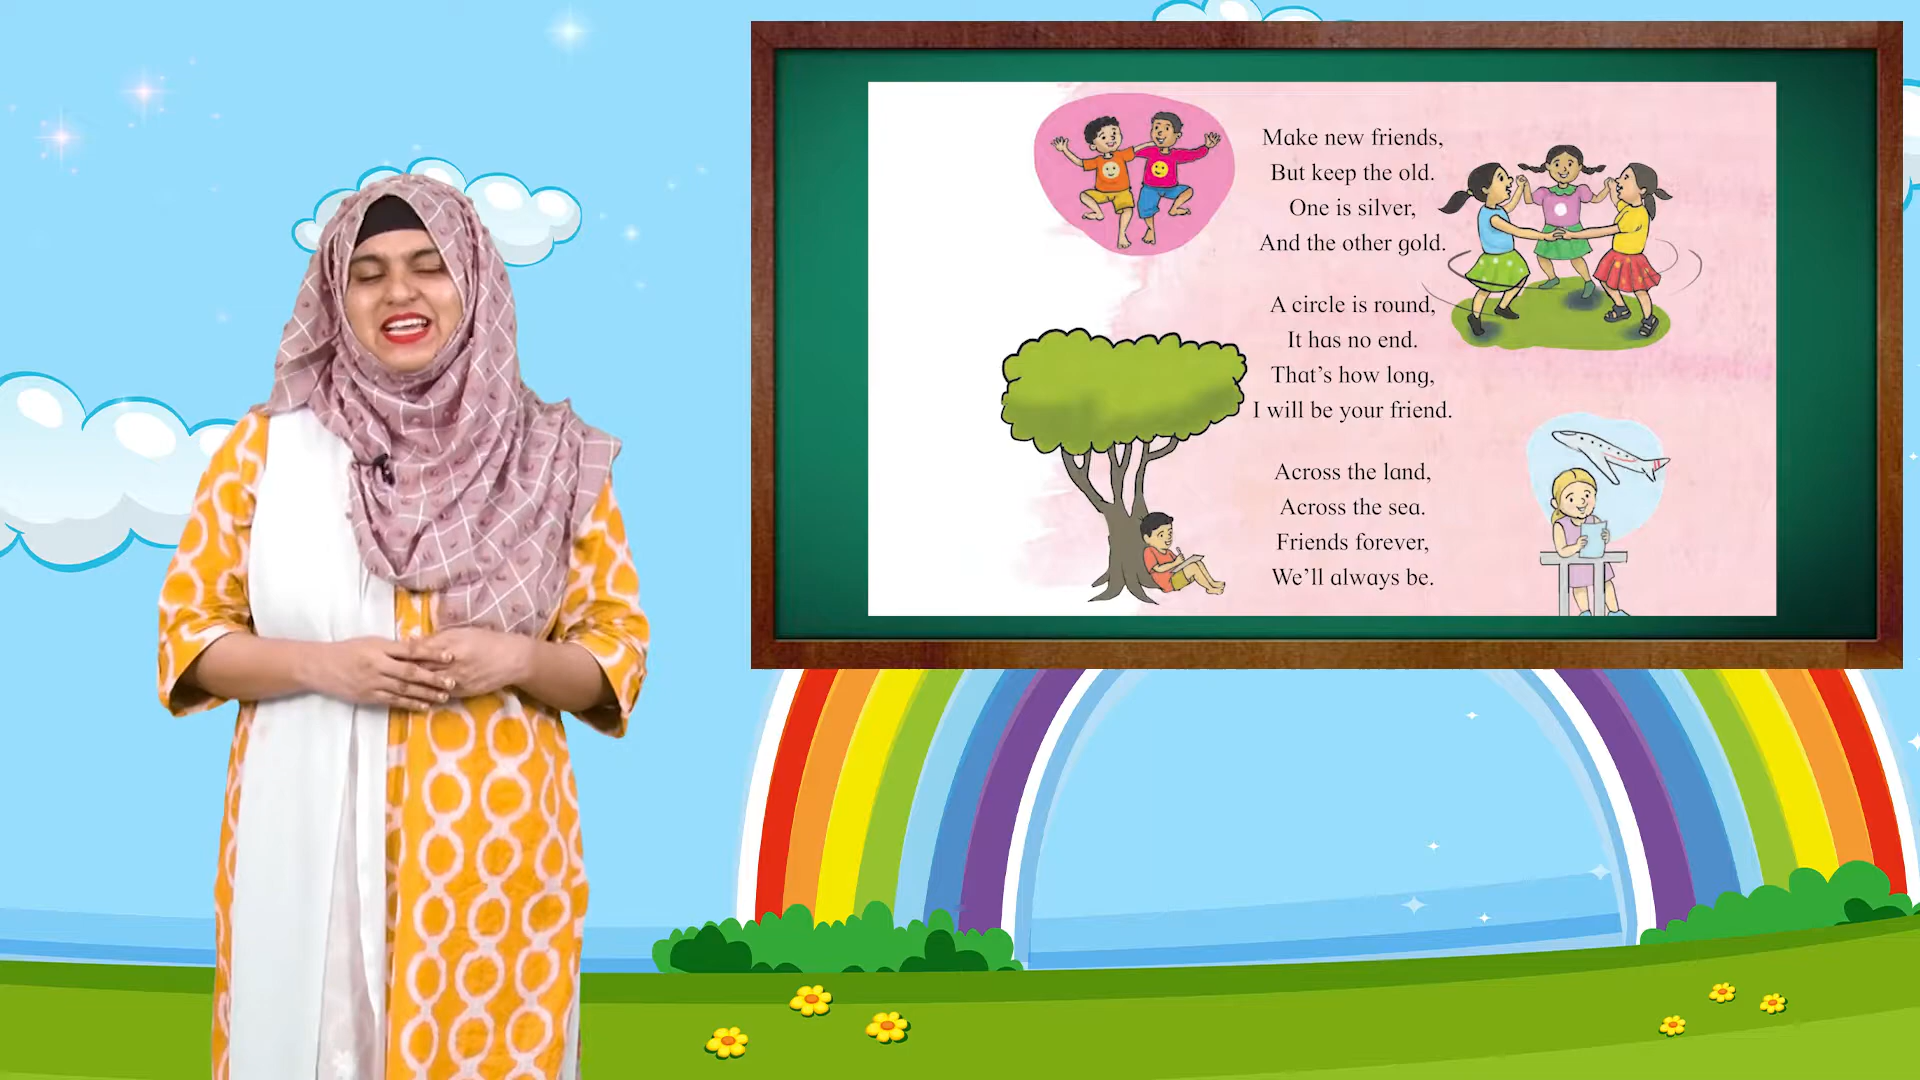 Make new friends,
But keep the old.
One is silver,
And the other gold.
A circle is round,
It has no end.
That's how long,
I will be your friend.
Across the land,
Across the sea.
Friends forever,
We'll always be.